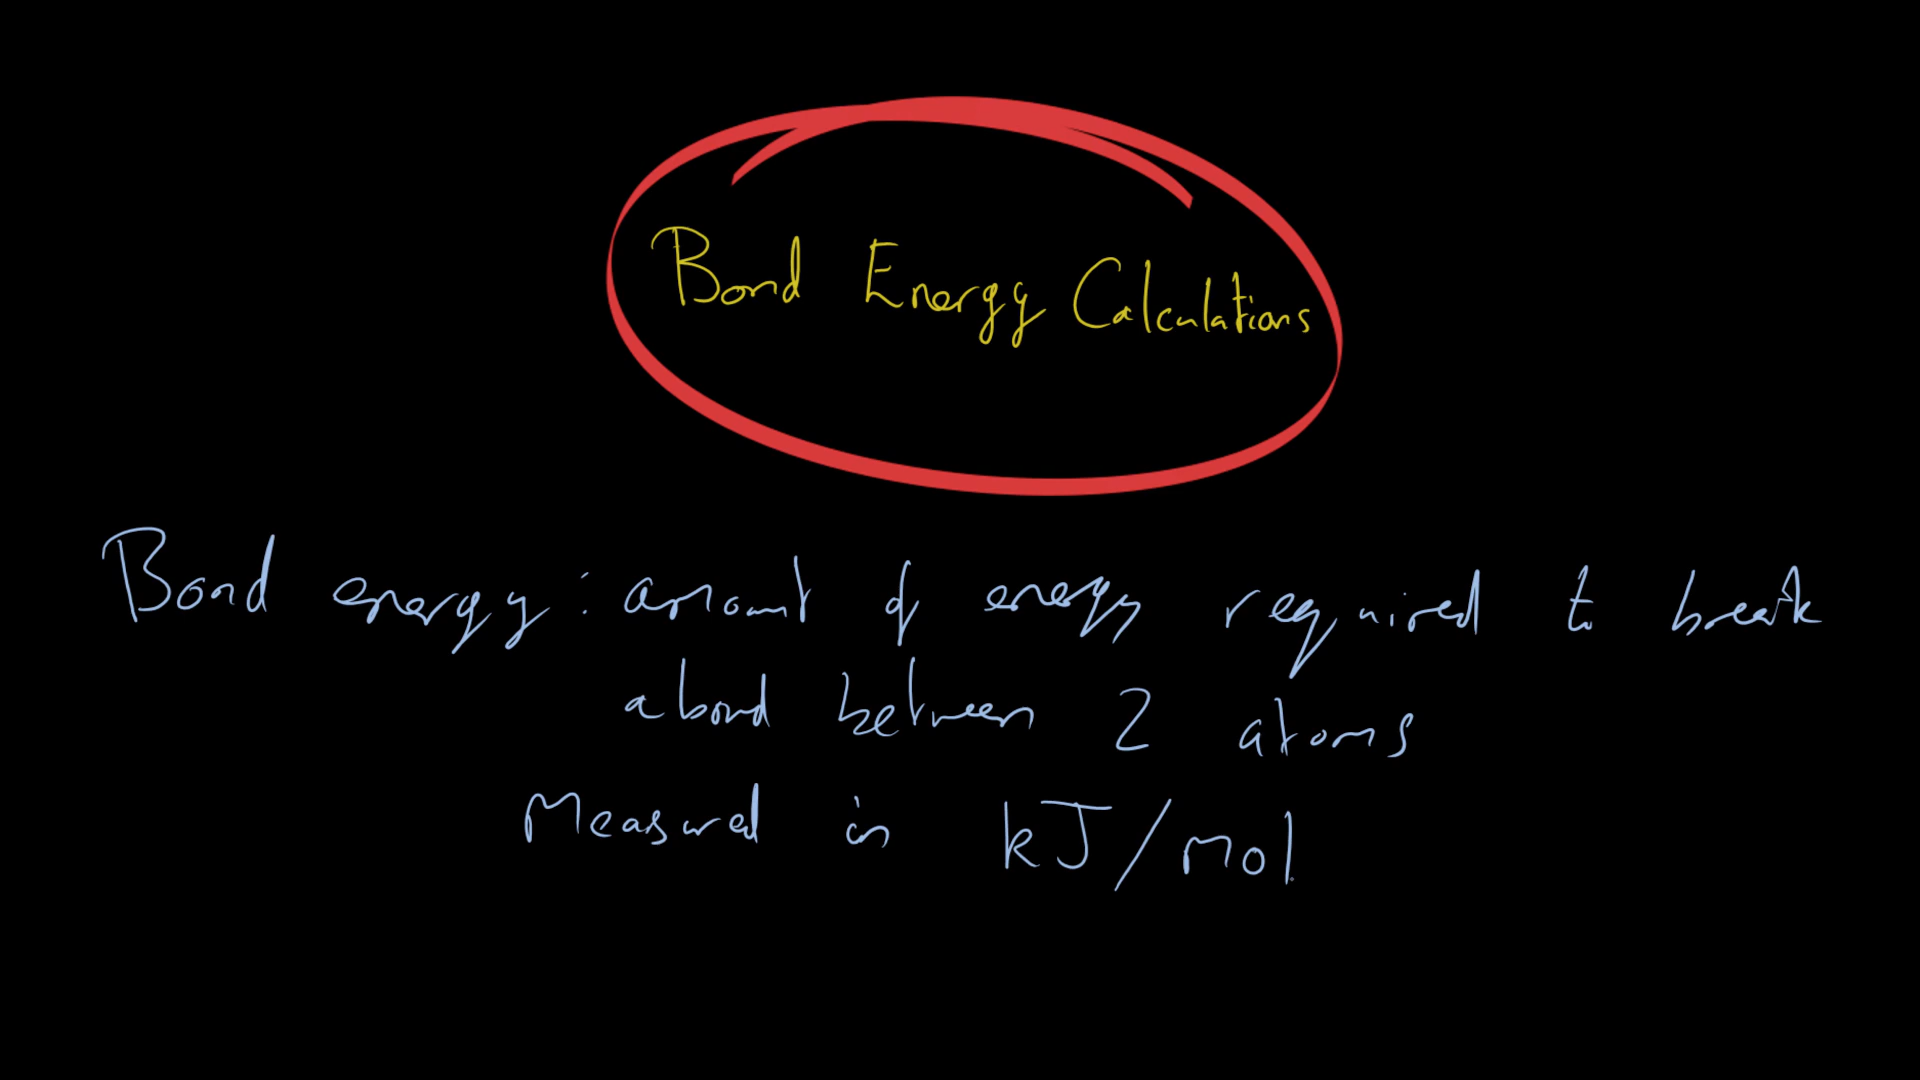 Bond Energy Calculations
Bond energy: amount of energy required to break
a bond between 2 atoms
Measured in kJ/mol